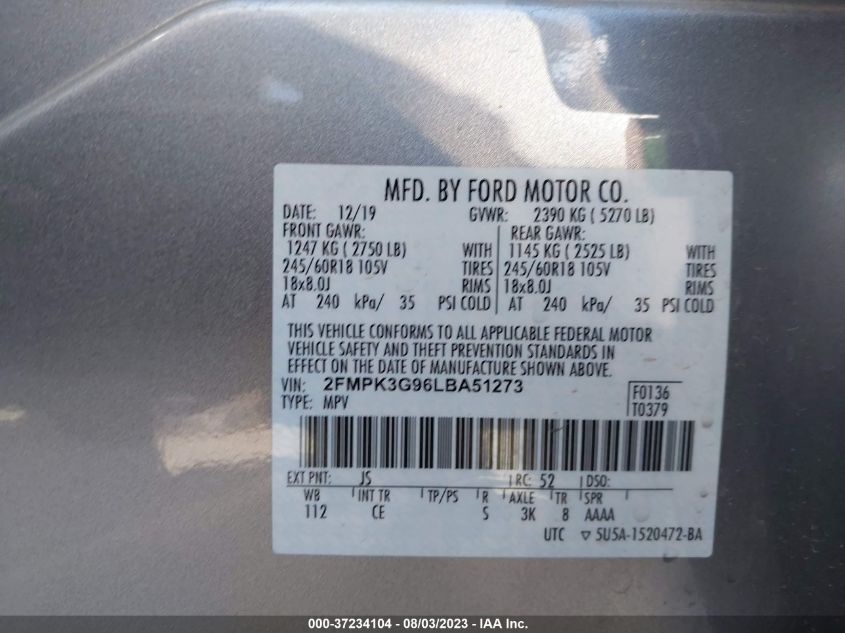 MFD. BY FORD MOTOR CO.
DATE: 12/19 GVWR: 2390 KG ( 5270 LB)
FRONT GAWR: REAR GAWR:
1247 KG ( 2750 LB) WITH 1145 KG ( 2525 LB) WITH
245/60R18 105V TIRES 245/60R18 105V TIRES
18x8.0J RIMS 18x8.0J RIMS
AT 240 kPa/ 35 PSI COLD AT 240 kPa/ 35 PSI COLD
THIS VEHICLE CONFORMS TO ALL APPLICABLE FEDERAL MOTOR
VEHICLE SAFETY AND THEFT PREVENTION STANDARDS IN
EFFECT ON THE DATE OF MANUFACTURE SHOWN ABOVE.
VIN: 2FMPK3G96LBA51273 F0136
TYPE: MPV T0379
EXT PNT: JS RC: 52 DSO:
WB INT TR TP/PS R AXLE TR SPR
112 CE S 3K 8 AAAA
UTC ▽ 5U5A-1520472-BA
000-37234104 - 08/03/2023 - IAA Inc.